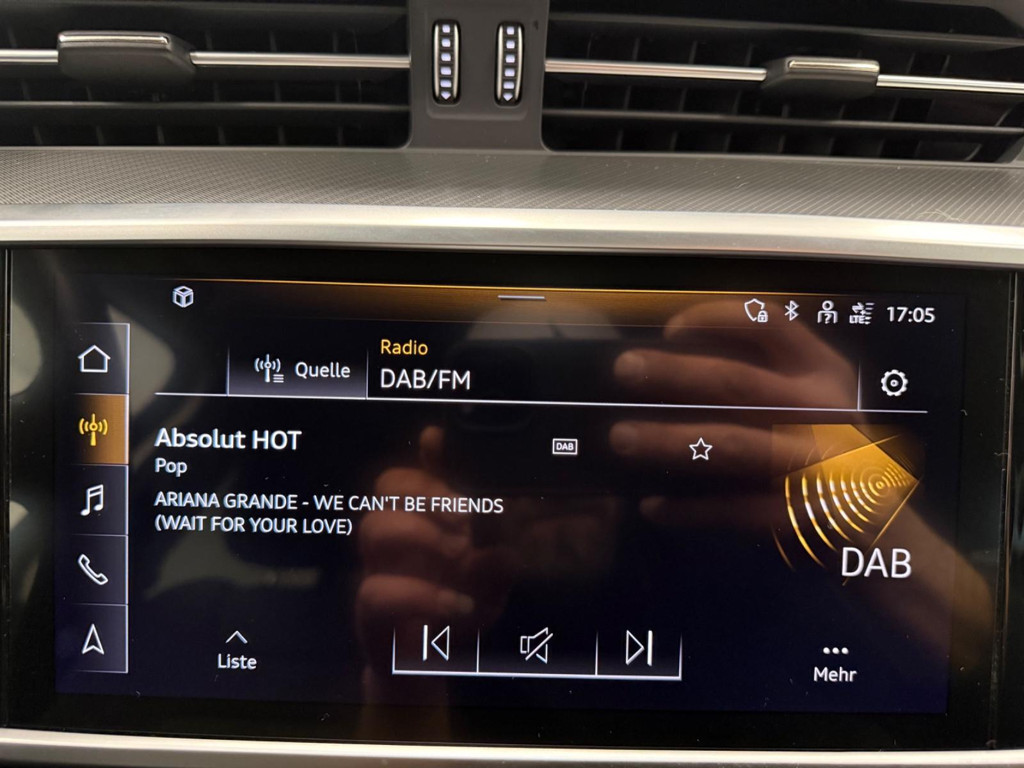 LTE
17:05
Quelle
Radio
DAB/FM
Absolut HOT
DAB
Pop
ARIANA GRANDE - WE CAN'T BE FRIENDS
(WAIT FOR YOUR LOVE)
DAB
Liste
Mehr